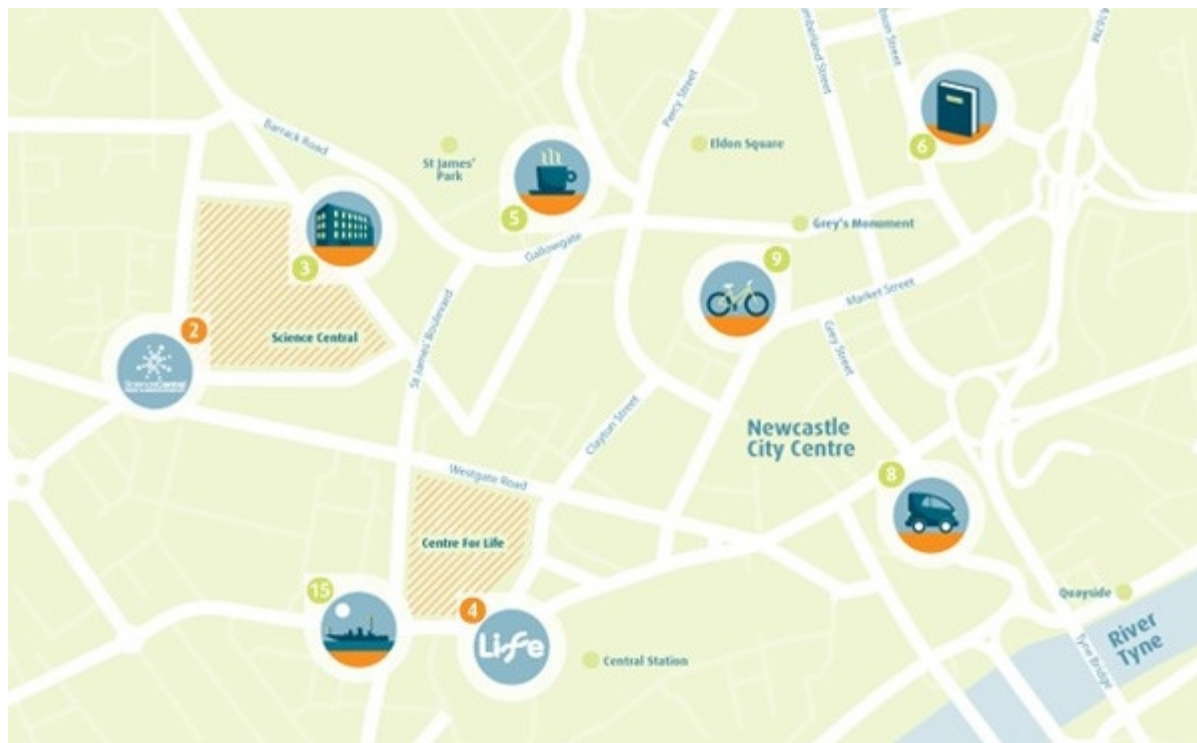 Barrack Road
St James'
Park
5
Gallowgate
Percy Street
Eldon Square
6
Grey's Monument
9
Market Street
Grey Street
3
Science Central
2
ScienceCentral
St James' Boulevard
Clayton Street
Newcastle
City Centre
Westgate Road
Centre For Life
8
15
4
Life
Central Station
Quayside
River
Tyne
Tyne Bridge